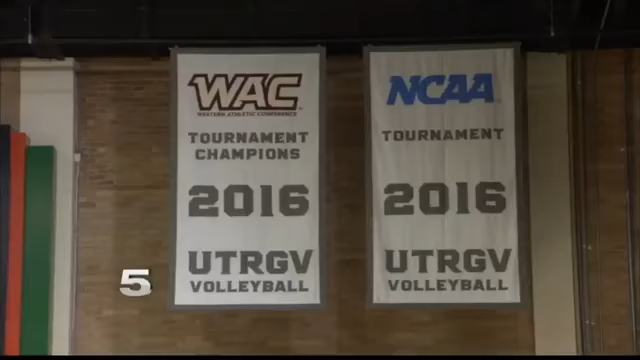 WAC
WESTERN ATHLETIC CONFERENCE
TOURNAMENT
CHAMPIONS
2016
UTRGV
VOLLEYBALL
NCAA
TOURNAMENT
2016
UTRGV
VOLLEYBALL
5